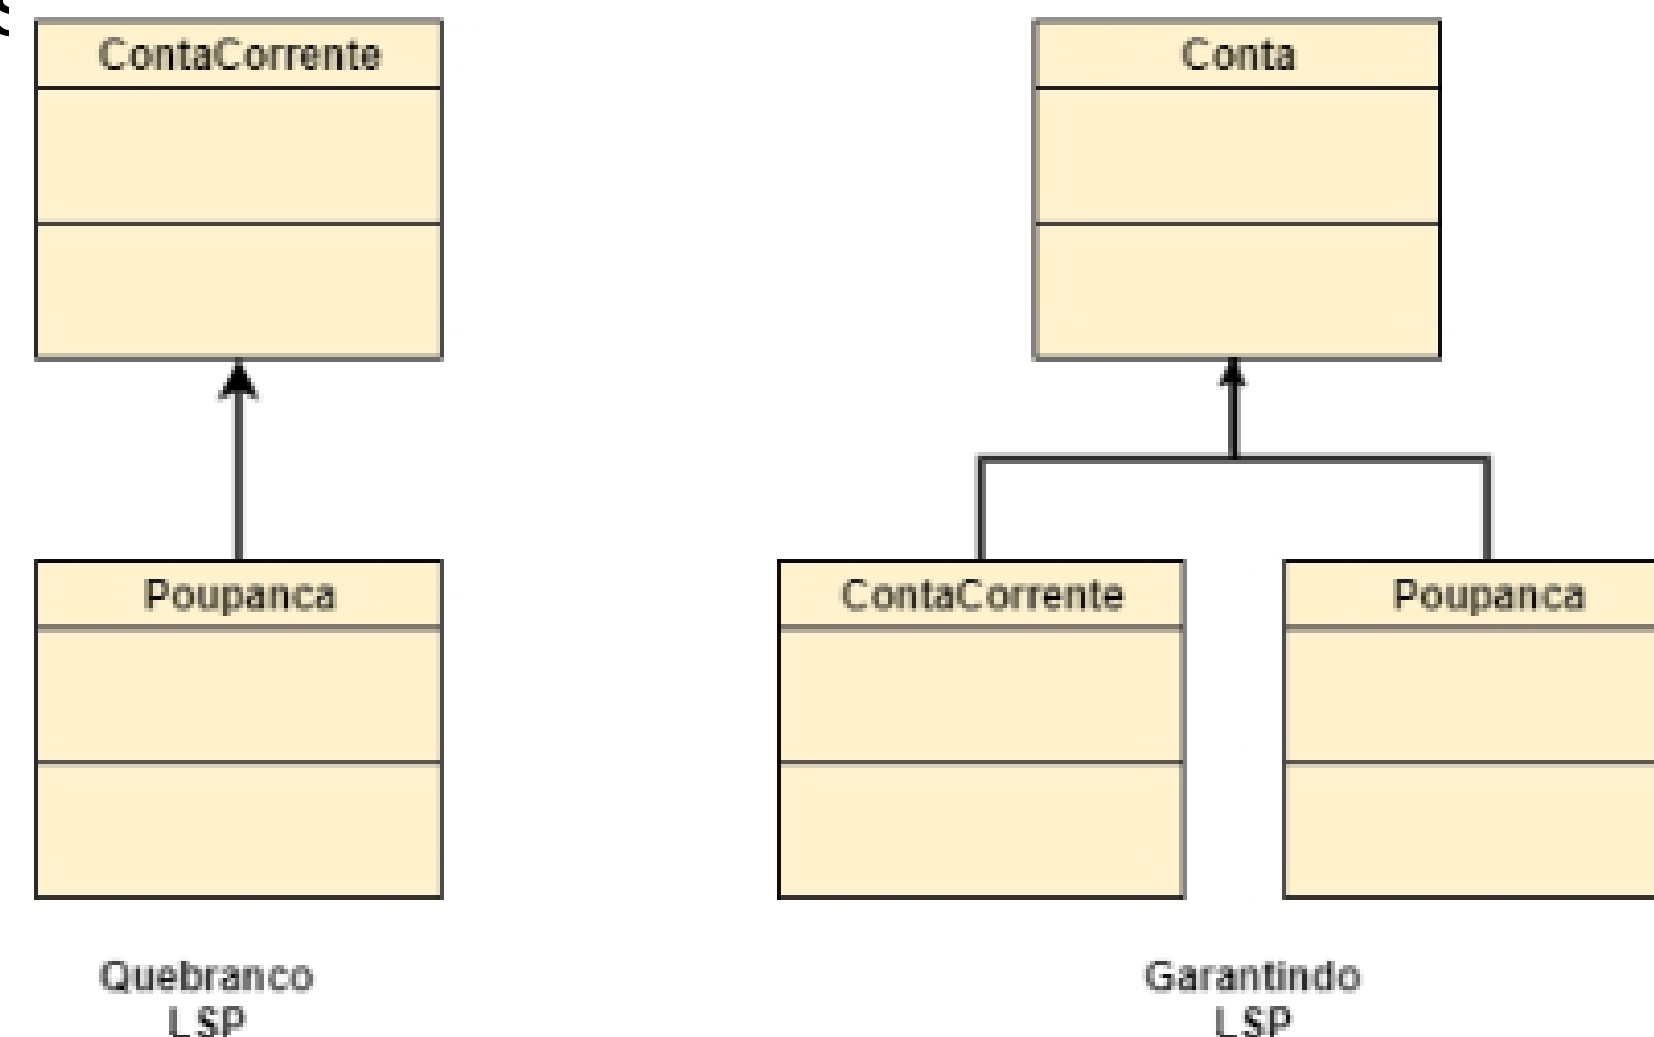 ContaCorrente
Poupanca
Quebranco
LSP
Conta
ContaCorrente
Poupanca
Garantindo
LSP